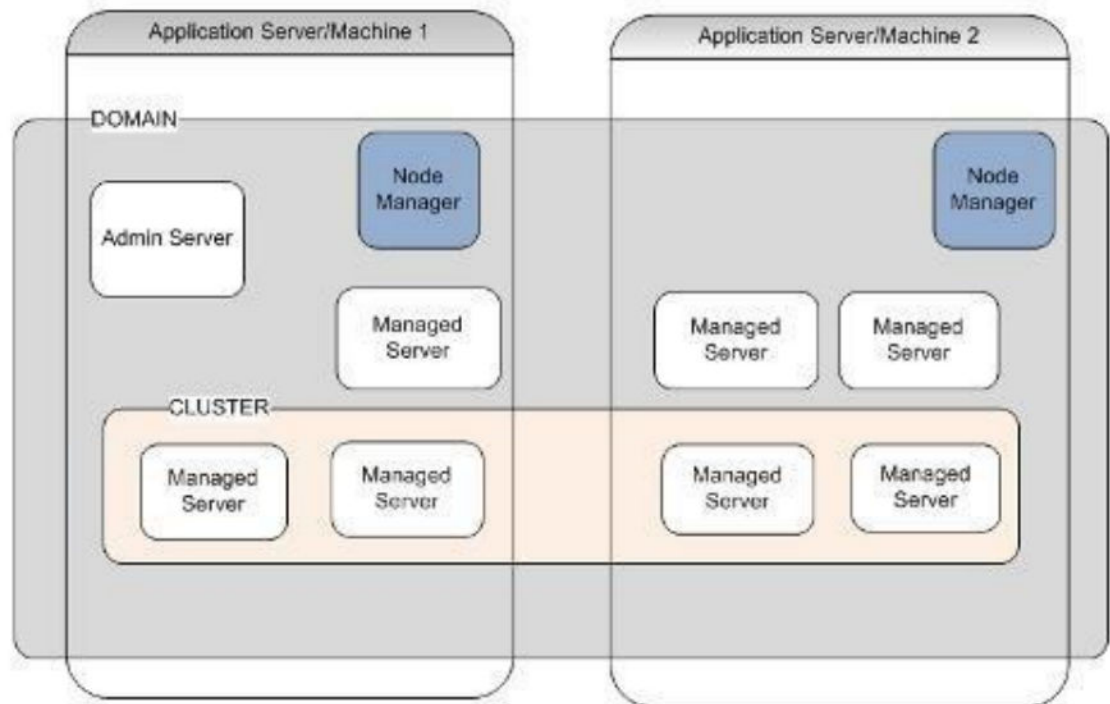 Application Server/Machine 1
Application Server/Machine 2
DOMAIN
Node
Manager
Node
Manager
Admin Server
Managed
Server
Managed
Server
Managed
Server
CLUSTER
Managed
Server
Managed
Server
Managed
Server
Managed
Server